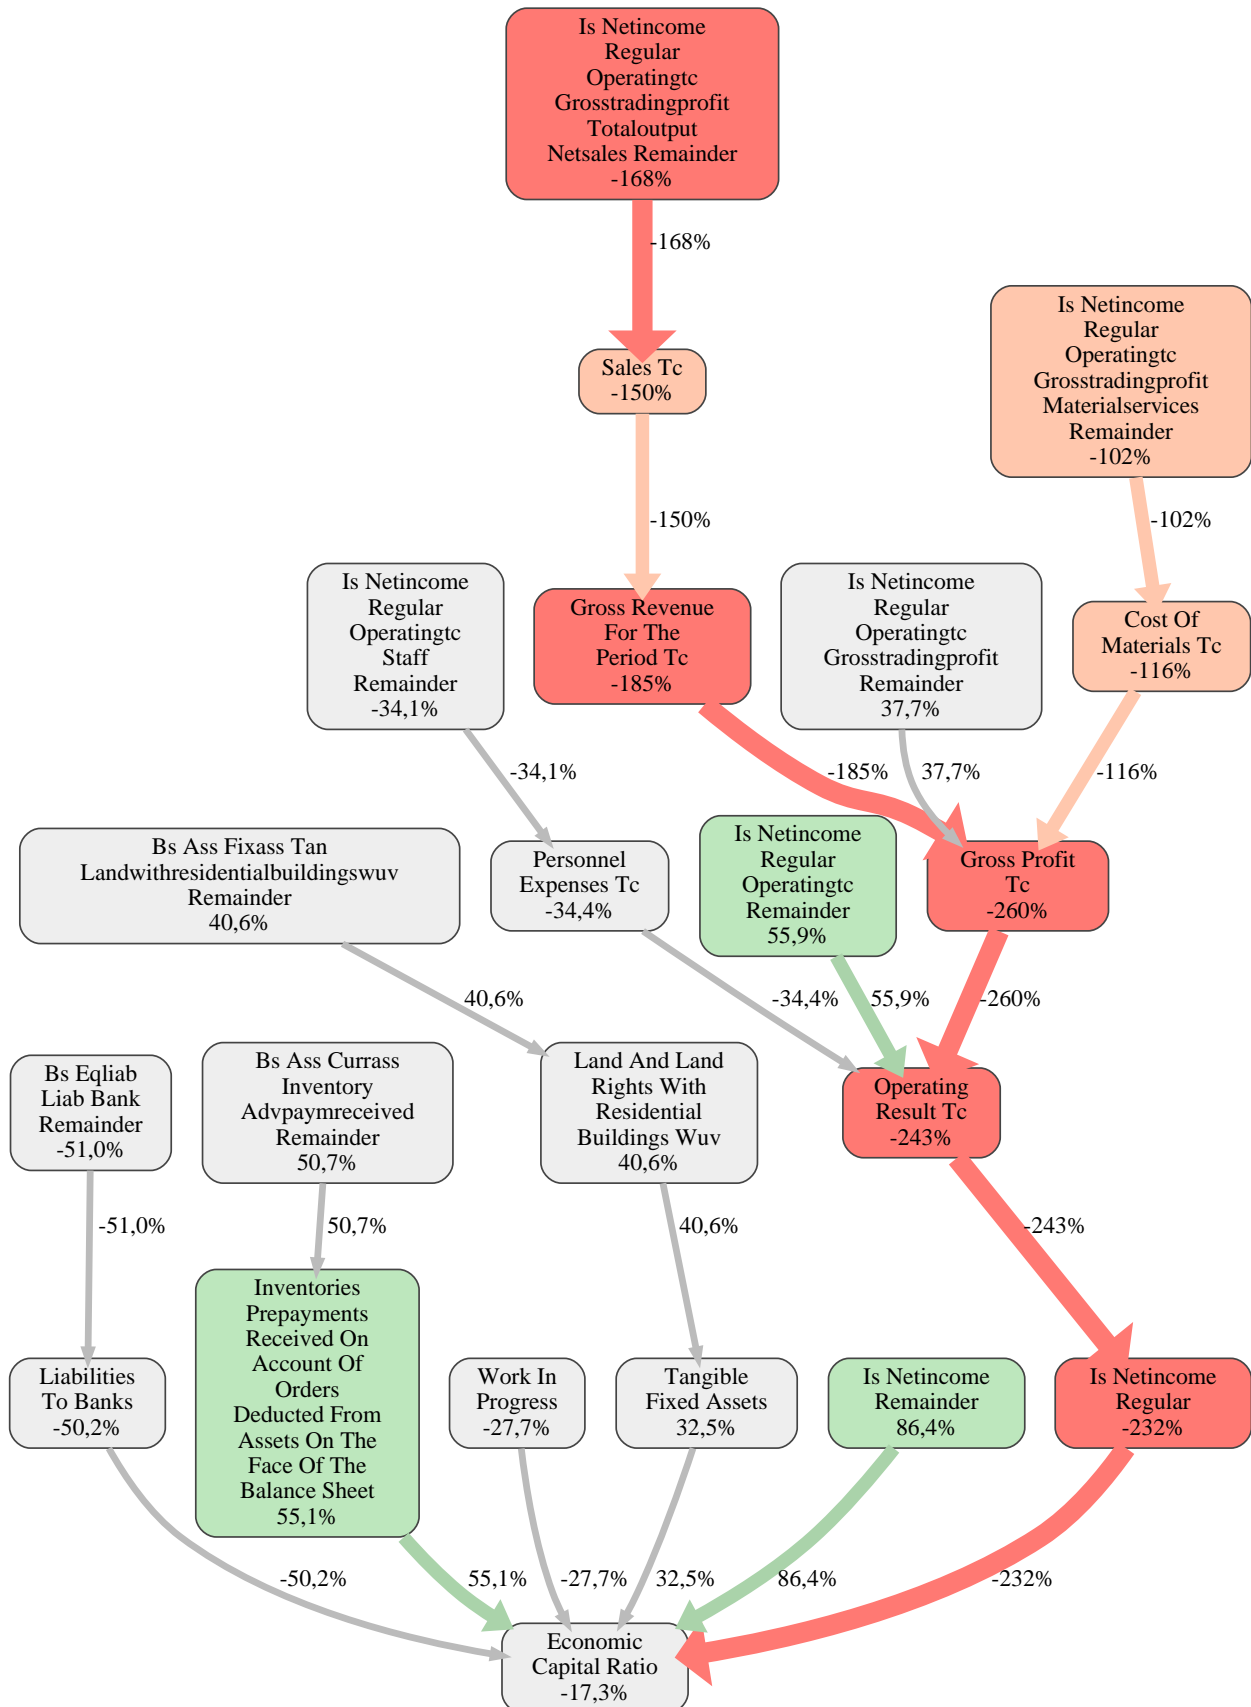 Is Netincome
Regular
Operatingtc
Grosstradingprofit
Totaloutput
Netsales Remainder
-168%
-168%
Is Netincome
Regular
Operatingtc
Grosstradingprofit
Materialservices
Remainder
-102%
Sales Tc
-150%
-150%
-102%
Is Netincome
Regular
Operatingtc
Staff
Remainder
-34,1%
Gross Revenue
For The
Period Tc
-185%
Is Netincome
Regular
Operatingtc
Grosstradingprofit
Remainder
37,7%
Cost Of
Materials Tc
-116%
-34,1%
-185%
37,7%
-116%
Bs Ass Fixass Tan
Landwithresidentialbuildingswuv
Remainder
40,6%
Personnel
Expenses Tc
-34,4%
Is Netincome
Regular
Operatingtc
Remainder
55,9%
Gross Profit
Tc
-260%
40,6%
-34,4%
55,9%
-260%
Bs Eqliab
Liab Bank
Remainder
-51,0%
Bs Ass Currass
Inventory
Advpaymreceived
Remainder
50,7%
Land And Land
Rights With
Residential
Buildings Wuv
40,6%
Operating
Result Tc
-243%
-51,0%
50,7%
40,6%
-243%
Liabilities
To Banks
-50,2%
Inventories
Prepayments
Received On
Account Of
Orders
Deducted From
Assets On The
Face Of The
Balance Sheet
55,1%
Work In
Progress
-27,7%
Tangible
Fixed Assets
32,5%
Is Netincome
Remainder
86,4%
Is Netincome
Regular
-232%
-50,2%
55,1%
-27,7%
32,5%
86,4%
-232%
Economic
Capital Ratio
-17,3%